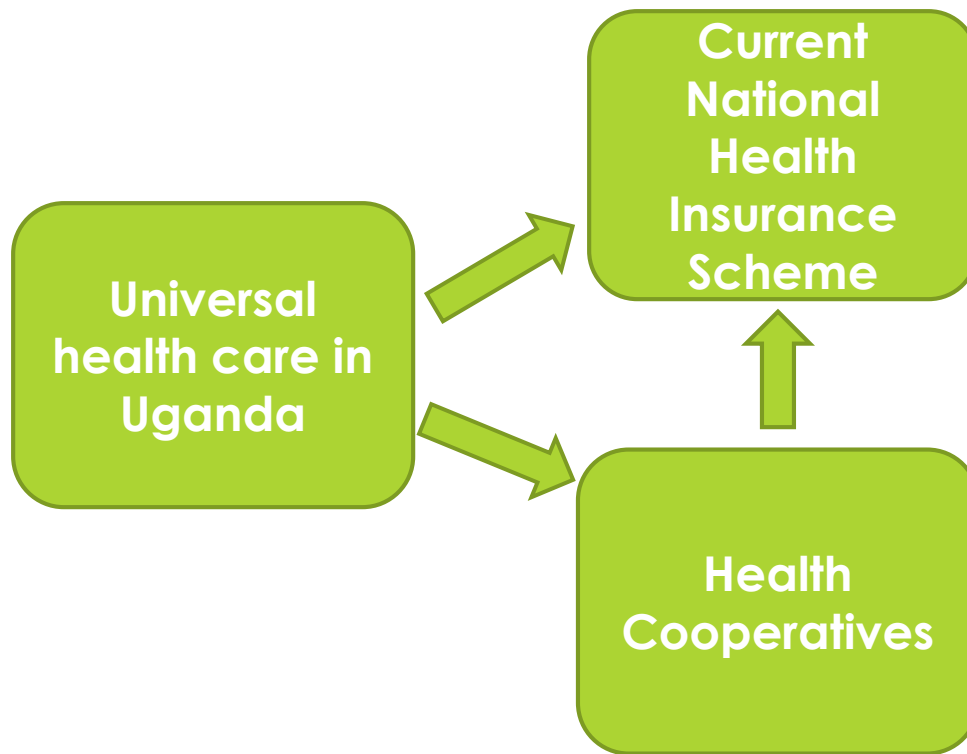 Universal
health care in
Uganda
Current
National
Health
Insurance
Scheme
Health
Cooperatives